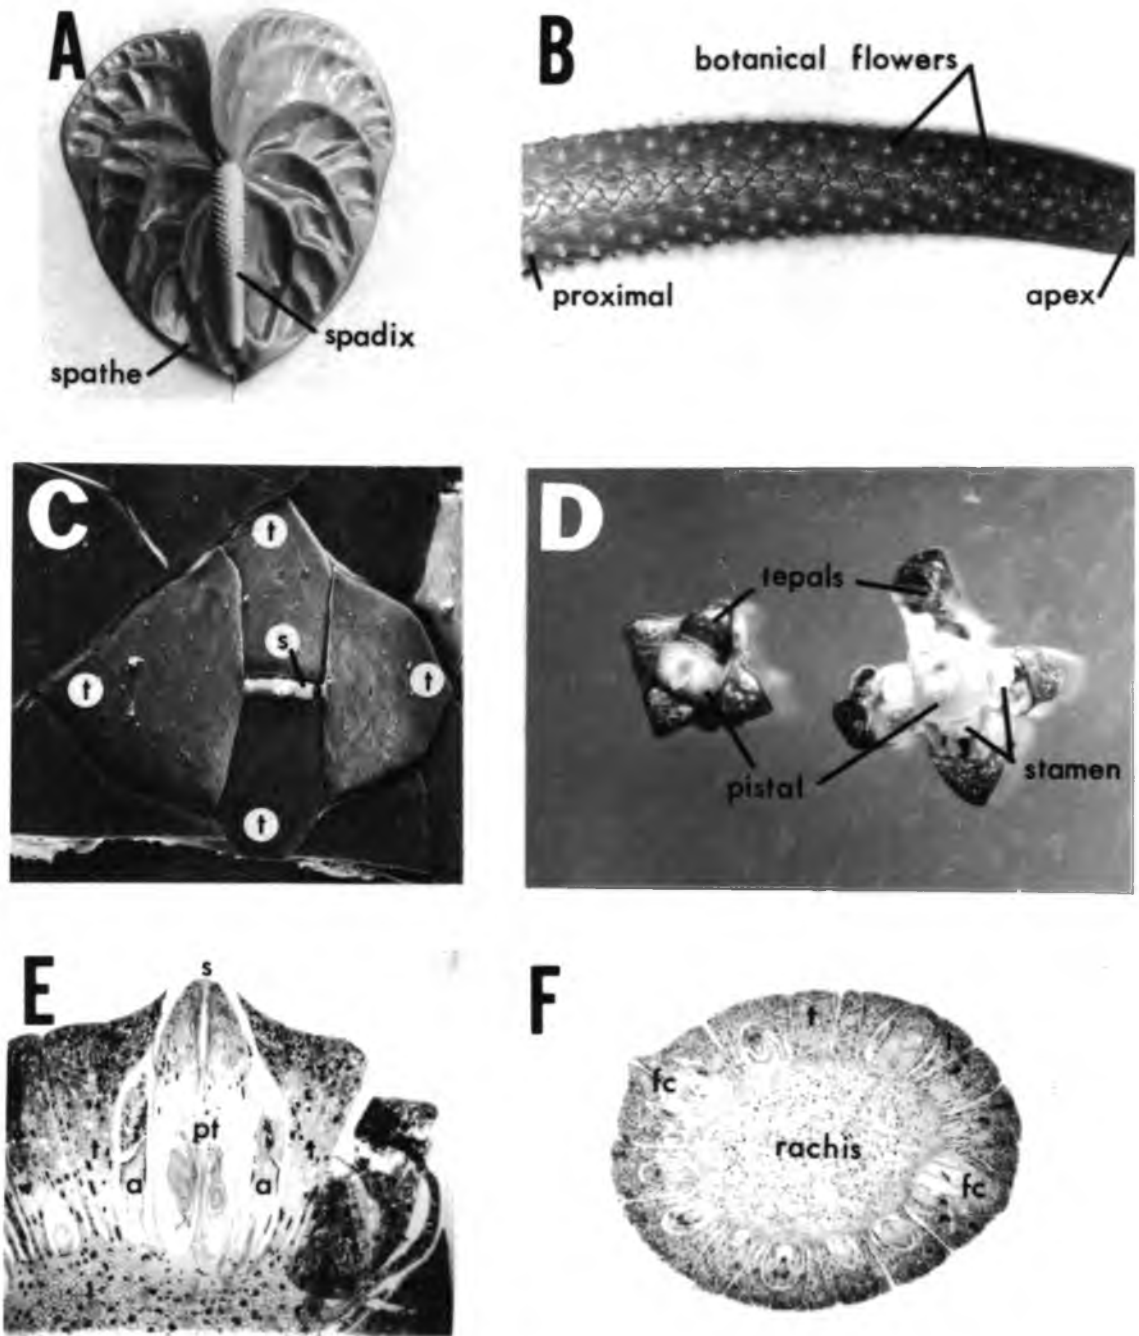 A
spadix
spathe
B
botanical flowers
proximal
apex
C
t
s
t
t
t
D
tepals
pistal
stamen
E
s
pt
t
t
a
a
t
F
t
t
fc
rachis
fc